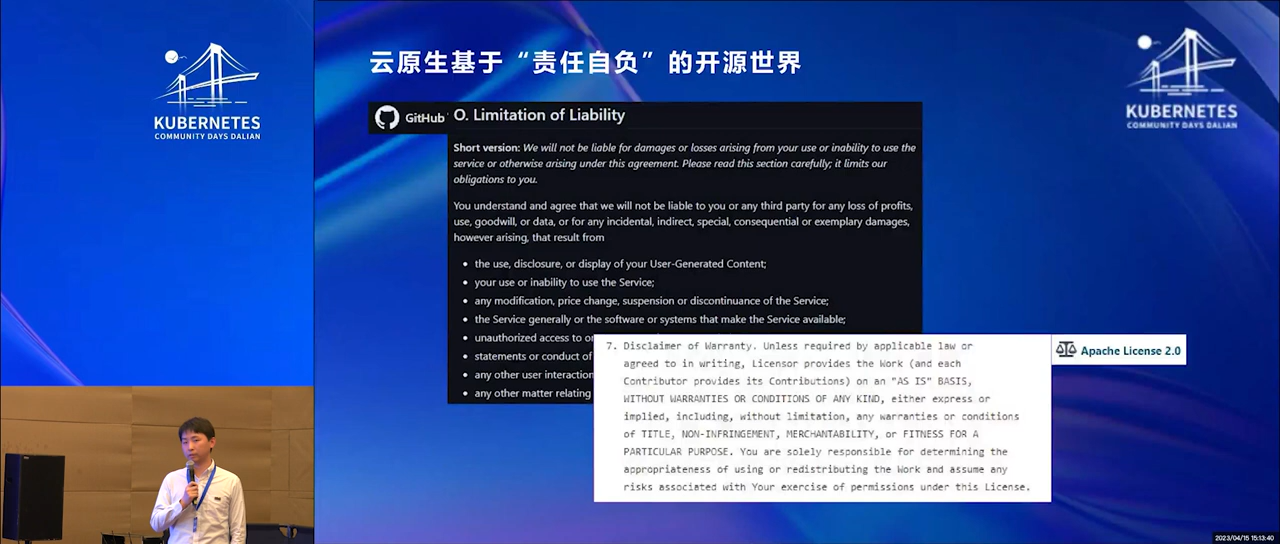 KUBERNETES
COMMUNITY DAYS DALIAN
云原生基于“责任自负”的开源世界
KUBERNETES
COMMUNITY DAYS DALIAN
GitHub
O. Limitation of Liability
Short version: We will not be liable for damages or losses arising from your use or inability to use the
service or otherwise arising under this agreement. Please read this section carefully; it limits our
obligations to you.
You understand and agree that we will not be liable to you or any third party for any loss of profits,
use, goodwill, or data, or for any incidental, indirect, special, consequential or exemplary damages,
however arising, that result from
• the use, disclosure, or display of your User-Generated Content;
• your use or inability to use the Service;
• any modification, price change, suspension or discontinuance of the Service;
• the Service generally or the software or systems that make the Service available;
• unauthorized access to or
• statements or conduct of
• any other user interaction
• any other matter relating
7. Disclaimer of Warranty. Unless required by applicable law or
agreed to in writing, Licensor provides the Work (and each
Contributor provides its Contributions) on an "AS IS" BASIS,
WITHOUT WARRANTIES OR CONDITIONS OF ANY KIND, either express or
implied, including, without limitation, any warranties or conditions
of TITLE, NON-INFRINGEMENT, MERCHANTABILITY, or FITNESS FOR A
PARTICULAR PURPOSE. You are solely responsible for determining the
appropriateness of using or redistributing the Work and assume any
risks associated with Your exercise of permissions under this License.
Apache License 2.0
2023/04/15 15:13:40